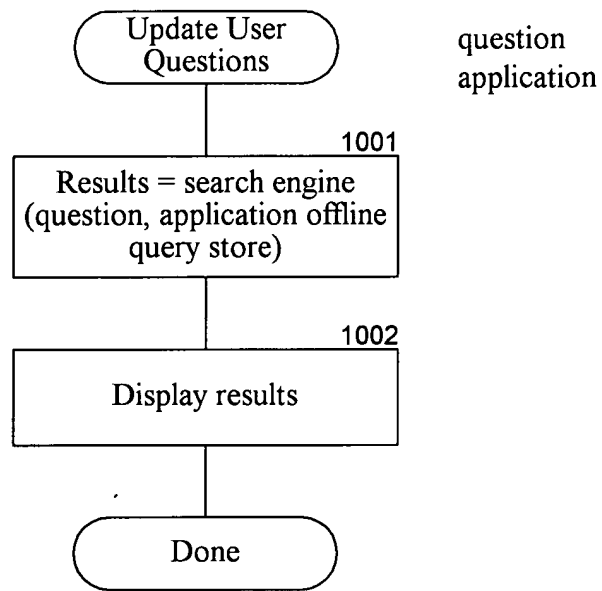 Update User
Questions
question
application
1001
Results = search engine
(question, application offline
query store)
1002
Display results
Done